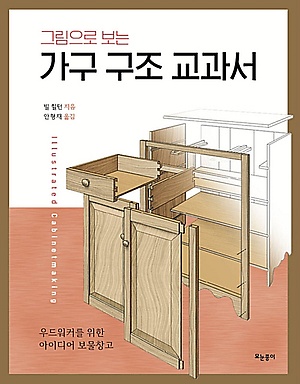 그림으로 보는
가구 구조 교과서
빌 힐턴 지음
안형재 옮김
Illustrated Cabinetmaking
우드워커를 위한
아이디어 보물창고
모눈종이